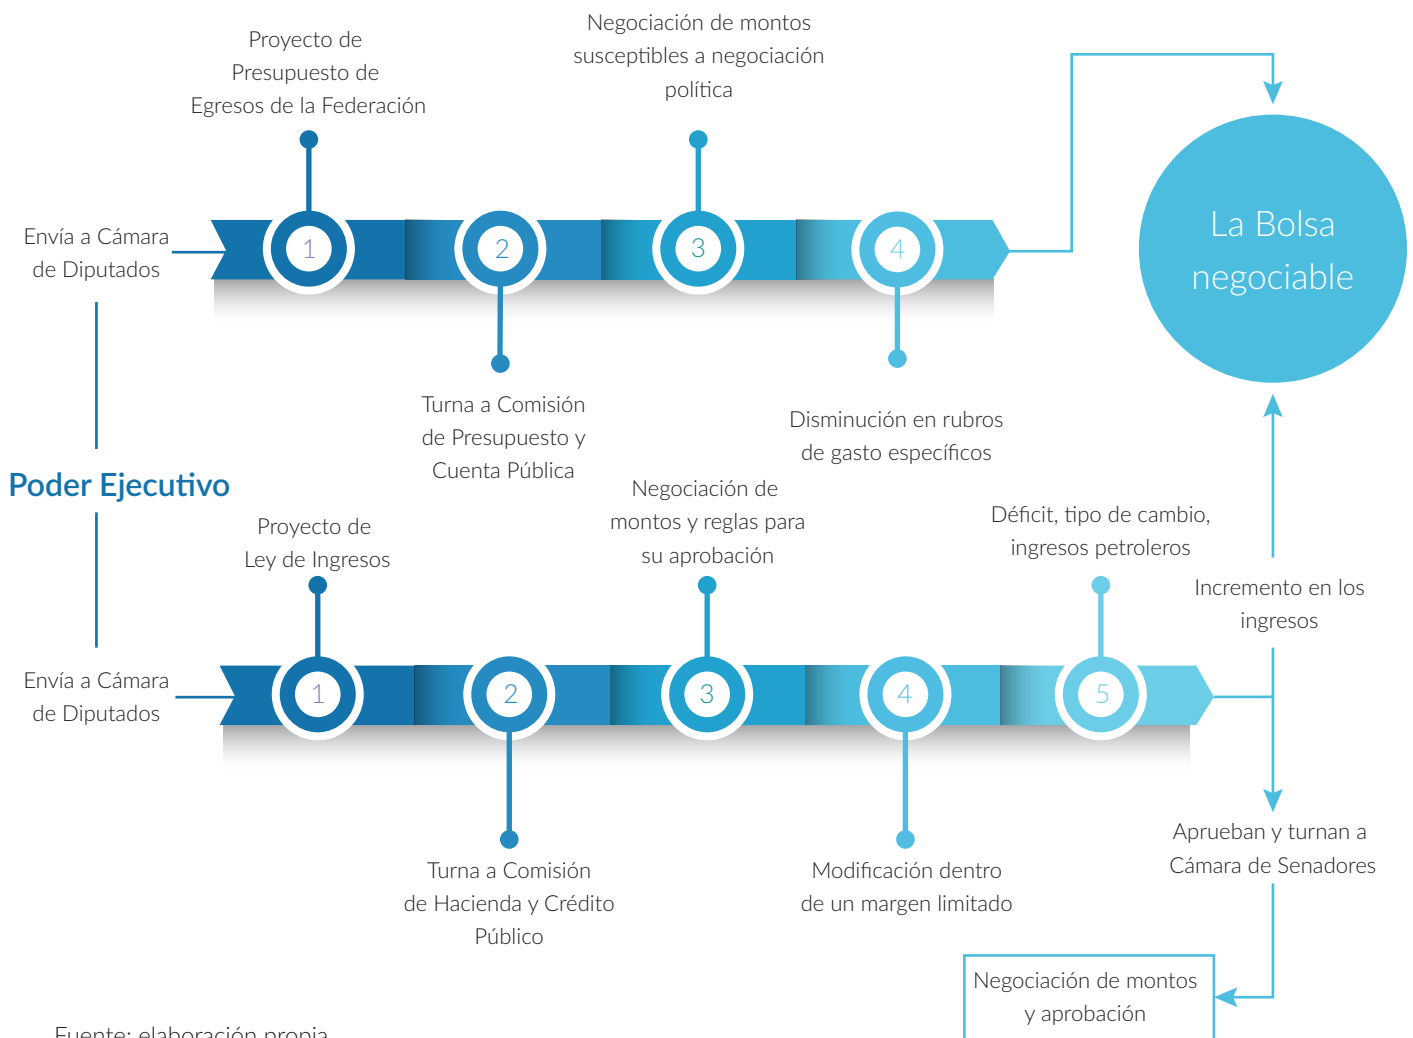 Proyecto de
Presupuesto de
Egresos de la Federación
Negociación de montos
susceptibles a negociación
política
Envía a Cámara
de Diputados
1
2
3
4
La Bolsa
negociable
Turna a Comisión
de Presupuesto y
Cuenta Pública
Disminución en rubros
de gasto específicos
Poder Ejecutivo
Proyecto de
Ley de Ingresos
Negociación de
montos y reglas para
su aprobación
Déficit, tipo de cambio,
ingresos petroleros
Incremento en los
ingresos
Envía a Cámara
de Diputados
1
2
3
4
5
Turna a Comisión
de Hacienda y Crédito
Público
Modificación dentro
de un margen limitado
Aprueban y turnan a
Cámara de Senadores
Negociación de montos
y aprobación
Fuente: elaboración propia